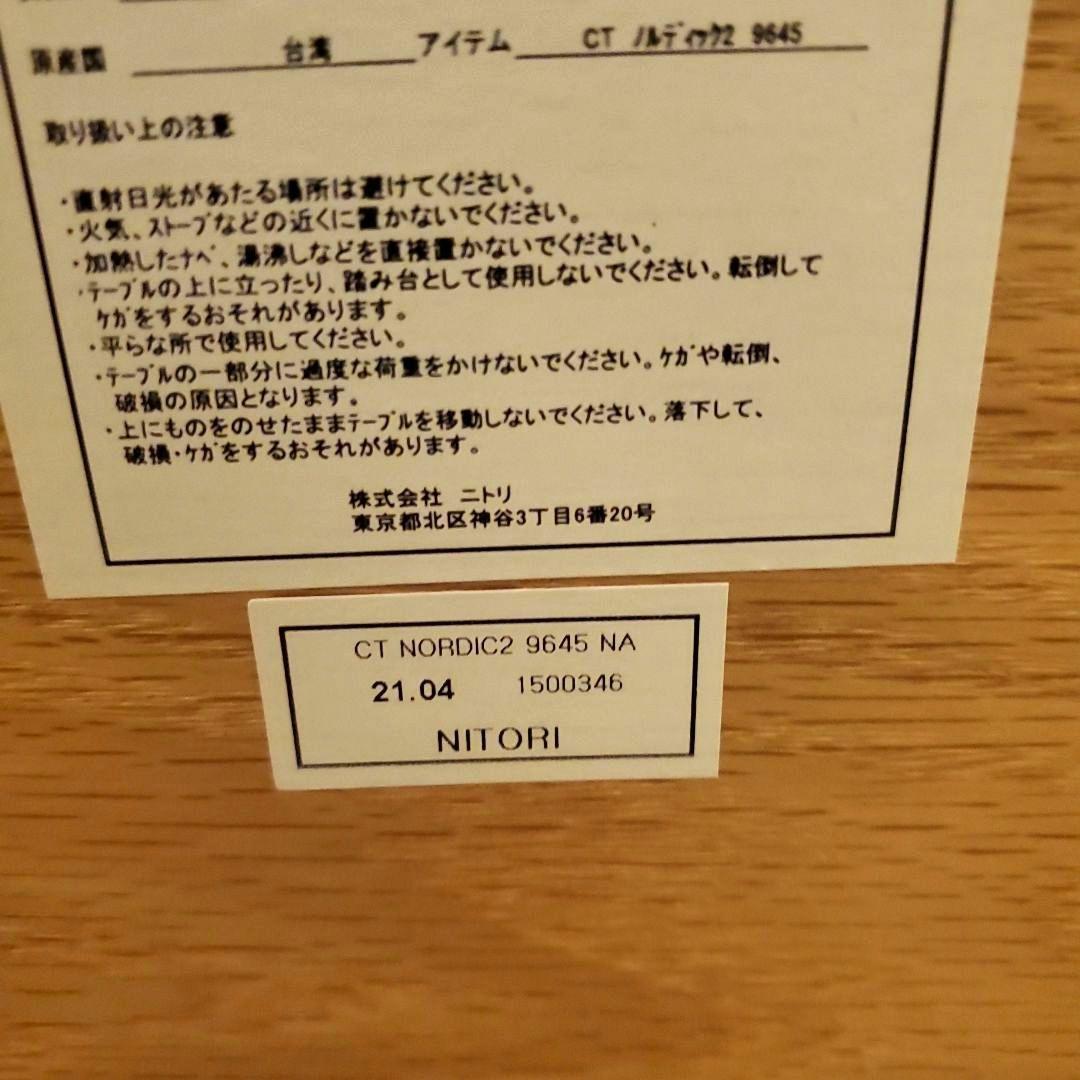 原産国 台湾 アイテム CT ノルディック2 9645
取り扱い上の注意
・直射日光があたる場所は避けてください。
・火気、ストーブなどの近くに置かないでください。
・加熱したナベ、湯沸しなどを直接置かないでください。
・テーブルの上に立ったり、踏み台として使用しないでください。転倒して
ケガをするおそれがあります。
・平らな所で使用してください。
・テーブルの一部分に過度な荷重をかけないでください。ケガや転倒、
破損の原因となります。
・上にものをのせたままテーブルを移動しないでください。落下して、
破損・ケガをするおそれがあります。
株式会社 ニトリ
東京都北区神谷3丁目6番20号
CT NORDIC2 9645 NA
21.04 1500346
NITORI